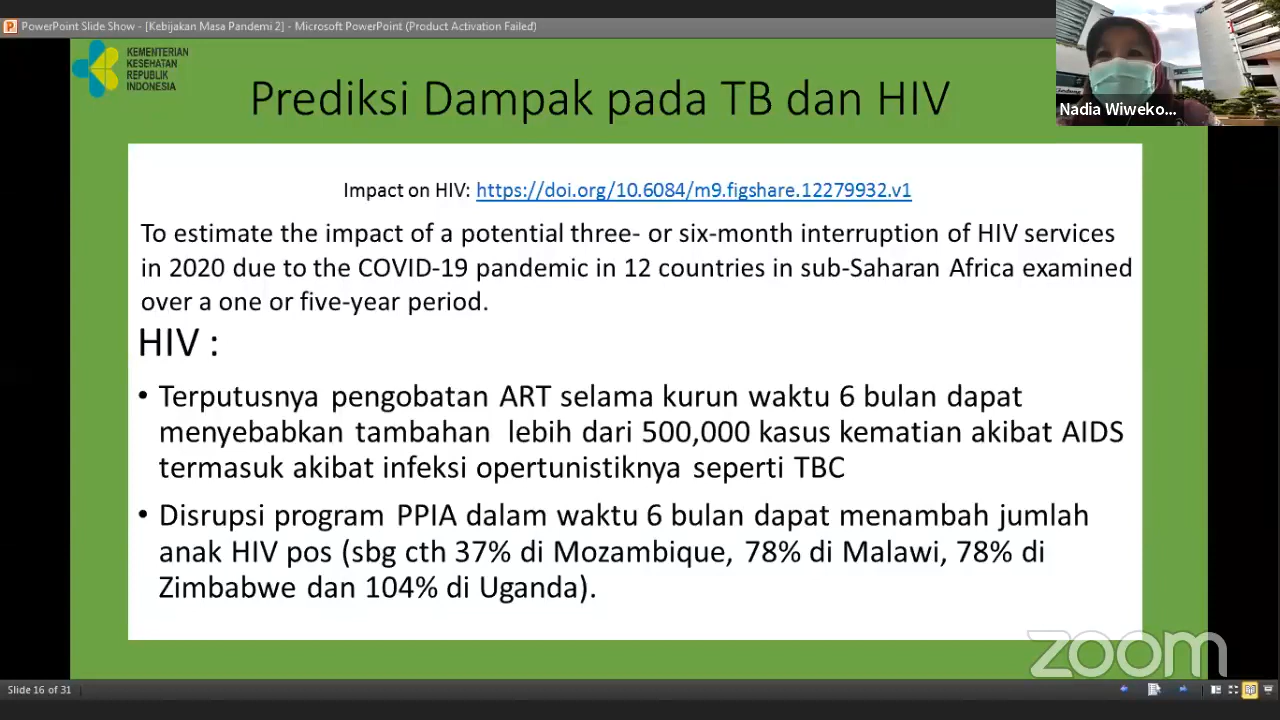 PowerPoint Slide Show - [Kebijakan Masa Pandemi 2] - Microsoft PowerPoint (Product Activation Failed)
KEMENTERIAN
KESEHATAN
REPUBLIK
INDONESIA
Prediksi Dampak pada TB dan HIV
Nadia Wiweko...
Impact on HIV: https://doi.org/10.6084/m9.figshare.12279932.v1
To estimate the impact of a potential three- or six-month interruption of HIV services
in 2020 due to the COVID-19 pandemic in 12 countries in sub-Saharan Africa examined
over a one or five-year period.
HIV :
• Terputusnya pengobatan ART selama kurun waktu 6 bulan dapat
menyebabkan tambahan lebih dari 500,000 kasus kematian akibat AIDS
termasuk akibat infeksi opertunistiknya seperti TBC
• Disrupsi program PPIA dalam waktu 6 bulan dapat menambah jumlah
anak HIV pos (sbg cth 37% di Mozambique, 78% di Malawi, 78% di
Zimbabwe dan 104% di Uganda).
zoom
Slide 16 of 31